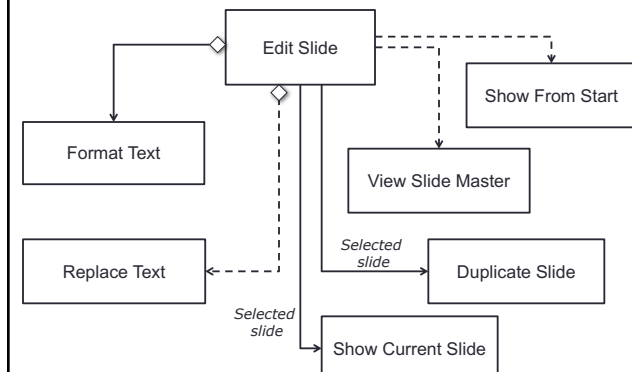 Edit Slide
Show From Start
Format Text
View Slide Master
Selected
slide
Replace Text
Duplicate Slide
Selected
slide
Show Current Slide